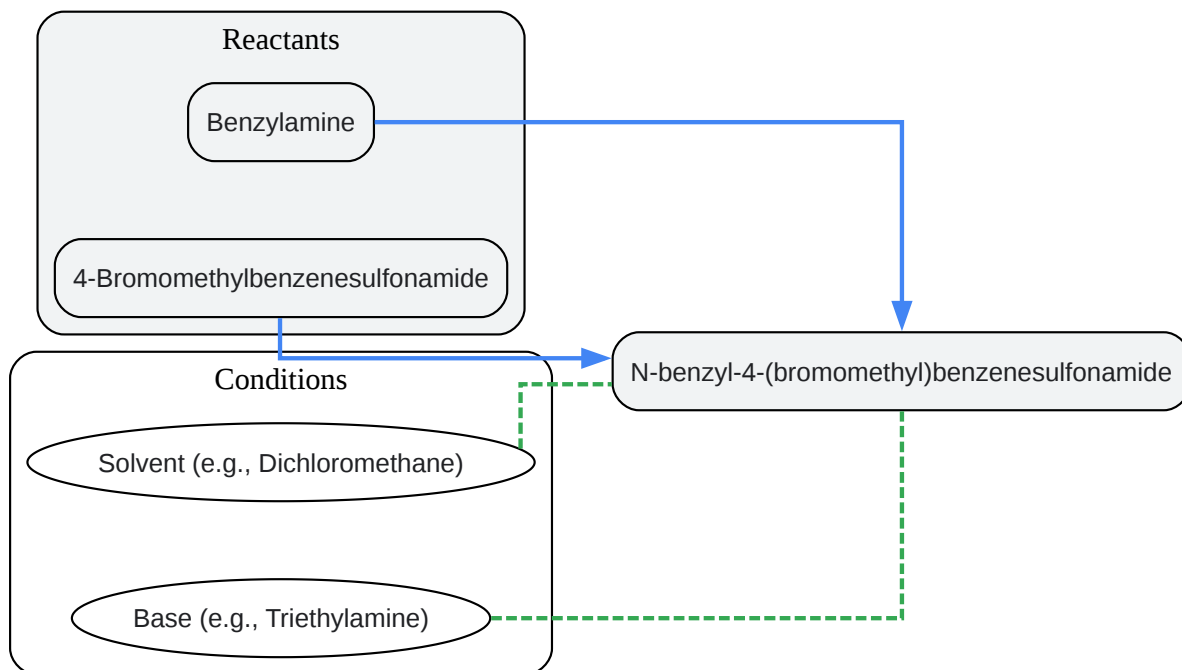 Reactants
Benzylamine
4-Bromomethylbenzenesulfonamide
N-benzyl-4-(bromomethyl)benzenesulfonamide
Conditions
Solvent (e.g., Dichloromethane)
Base (e.g., Triethylamine)